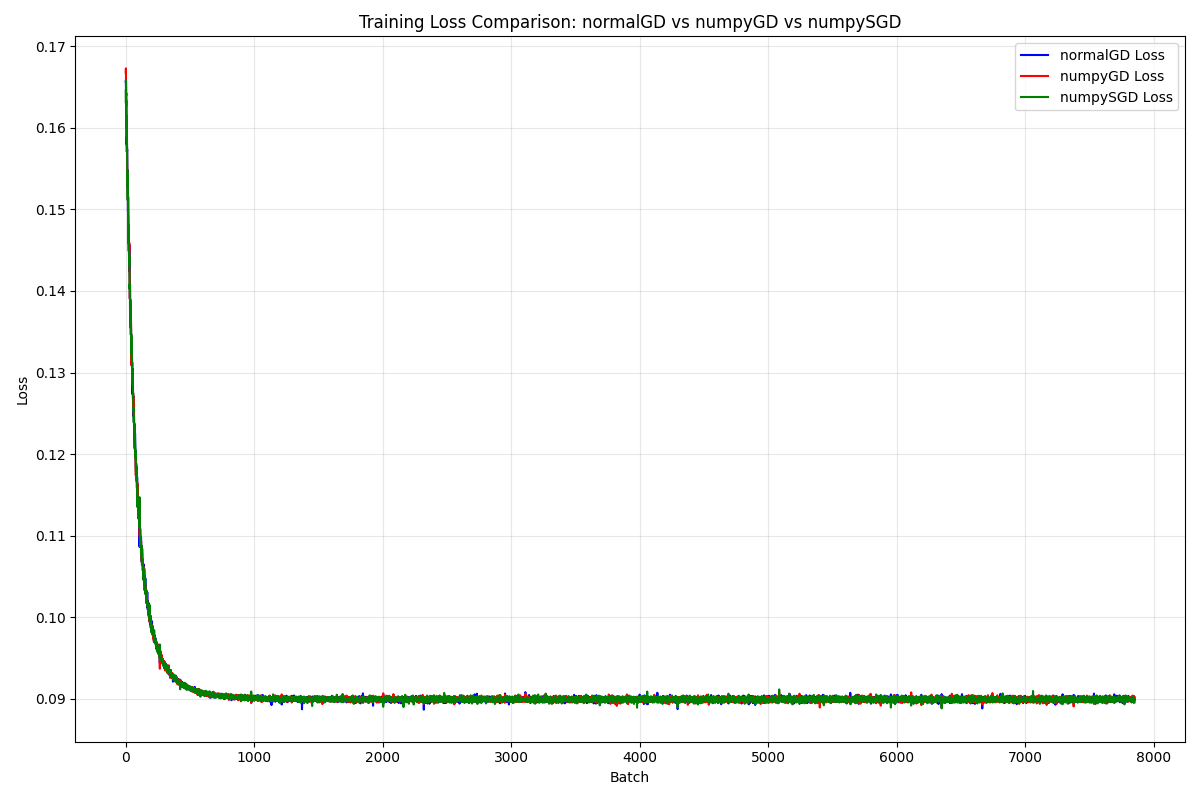 Training Loss Comparison: normalGD vs numpyGD vs numpySGD
normalGD Loss
numpyGD Loss
numpySGD Loss
0.17
0.16
0.15
0.14
0.13
0.12
0.11
0.10
0.09
Loss
0 1000 2000 3000 4000 5000 6000 7000 8000
Batch